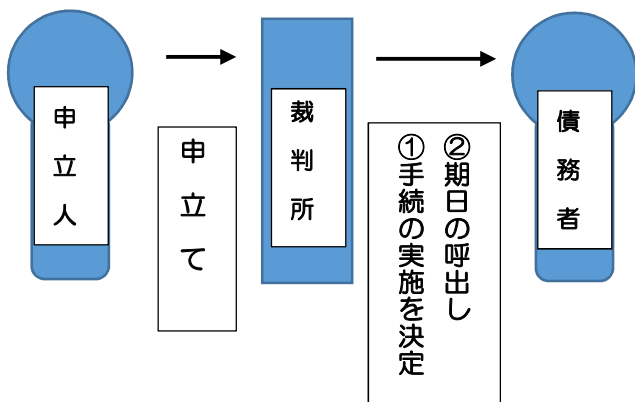 申立人
申立て
裁判所
②期日の呼出し
①手続の実施を決定
債務者